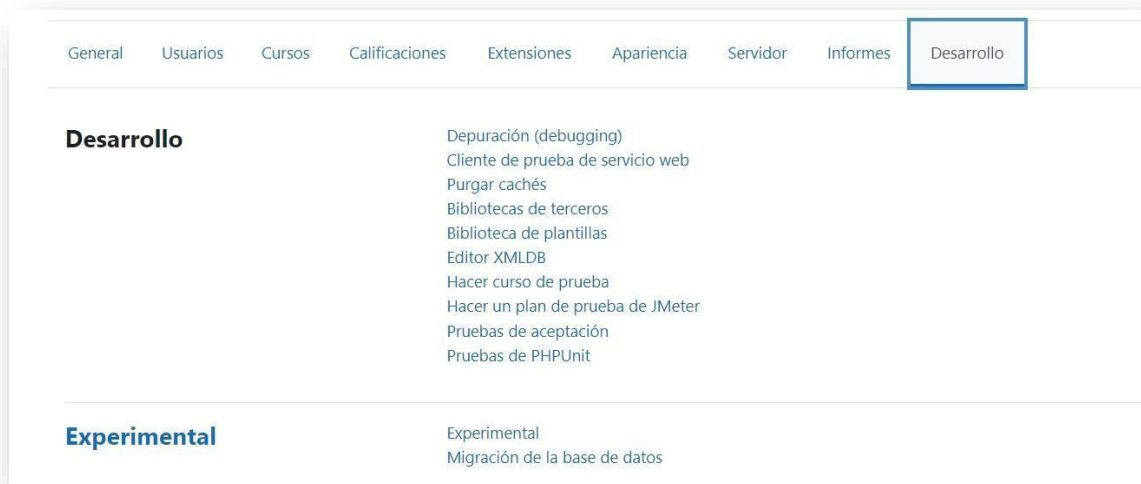 General Usuarios Cursos Calificaciones Extensiones Apariencia Servidor Informes Desarrollo
Desarrollo
Depuración (debugging)
Cliente de prueba de servicio web
Purgar cachés
Bibliotecas de terceros
Biblioteca de plantillas
Editor XMLDB
Hacer curso de prueba
Hacer un plan de prueba de JMeter
Pruebas de aceptación
Pruebas de PHPUnit
Experimental
Experimental
Migración de la base de datos